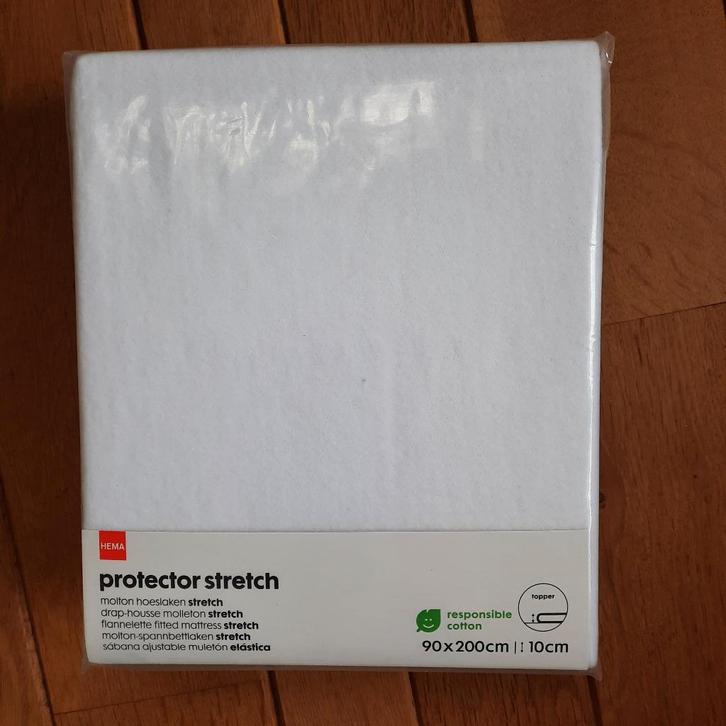 HEMA
protector stretch
molton hoeslaken stretch
drap-housse molleton stretch
flannelette fitted mattress stretch
molton-spannbettlaken stretch
sábana ajustable muletón elástica
topper
responsible
cotton
90x200cm | ↕ 10cm